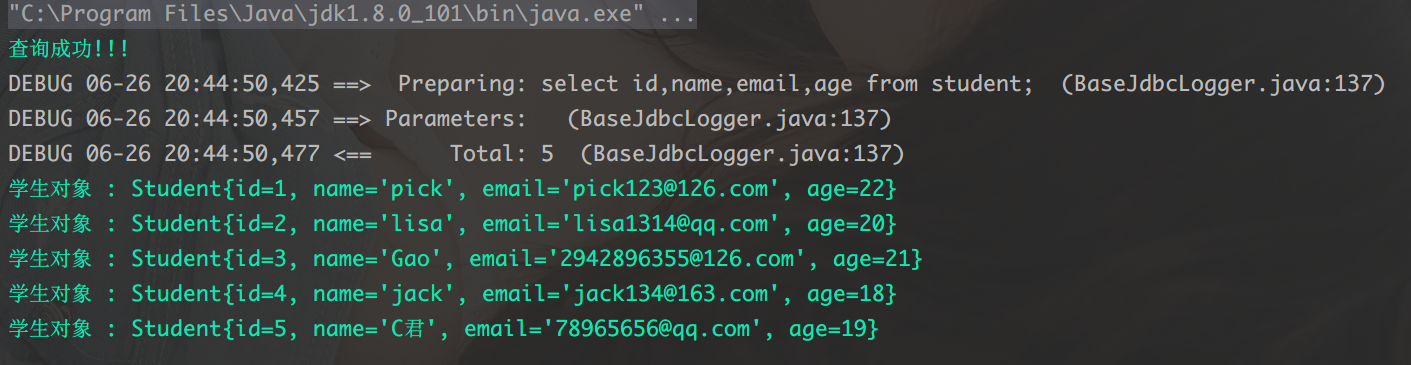 "C:\Program Files\Java\jdk1.8.0_101\bin\java.exe" ...
查询成功!!!
DEBUG 06-26 20:44:50,425 ==>  Preparing: select id,name,email,age from student;  (BaseJdbcLogger.java:137)
DEBUG 06-26 20:44:50,457 ==> Parameters:   (BaseJdbcLogger.java:137)
DEBUG 06-26 20:44:50,477 <==      Total: 5  (BaseJdbcLogger.java:137)
学生对象 : Student{id=1, name='pick', email='pick123@126.com', age=22}
学生对象 : Student{id=2, name='lisa', email='lisa1314@qq.com', age=20}
学生对象 : Student{id=3, name='Gao', email='2942896355@126.com', age=21}
学生对象 : Student{id=4, name='jack', email='jack134@163.com', age=18}
学生对象 : Student{id=5, name='C君', email='78965656@qq.com', age=19}